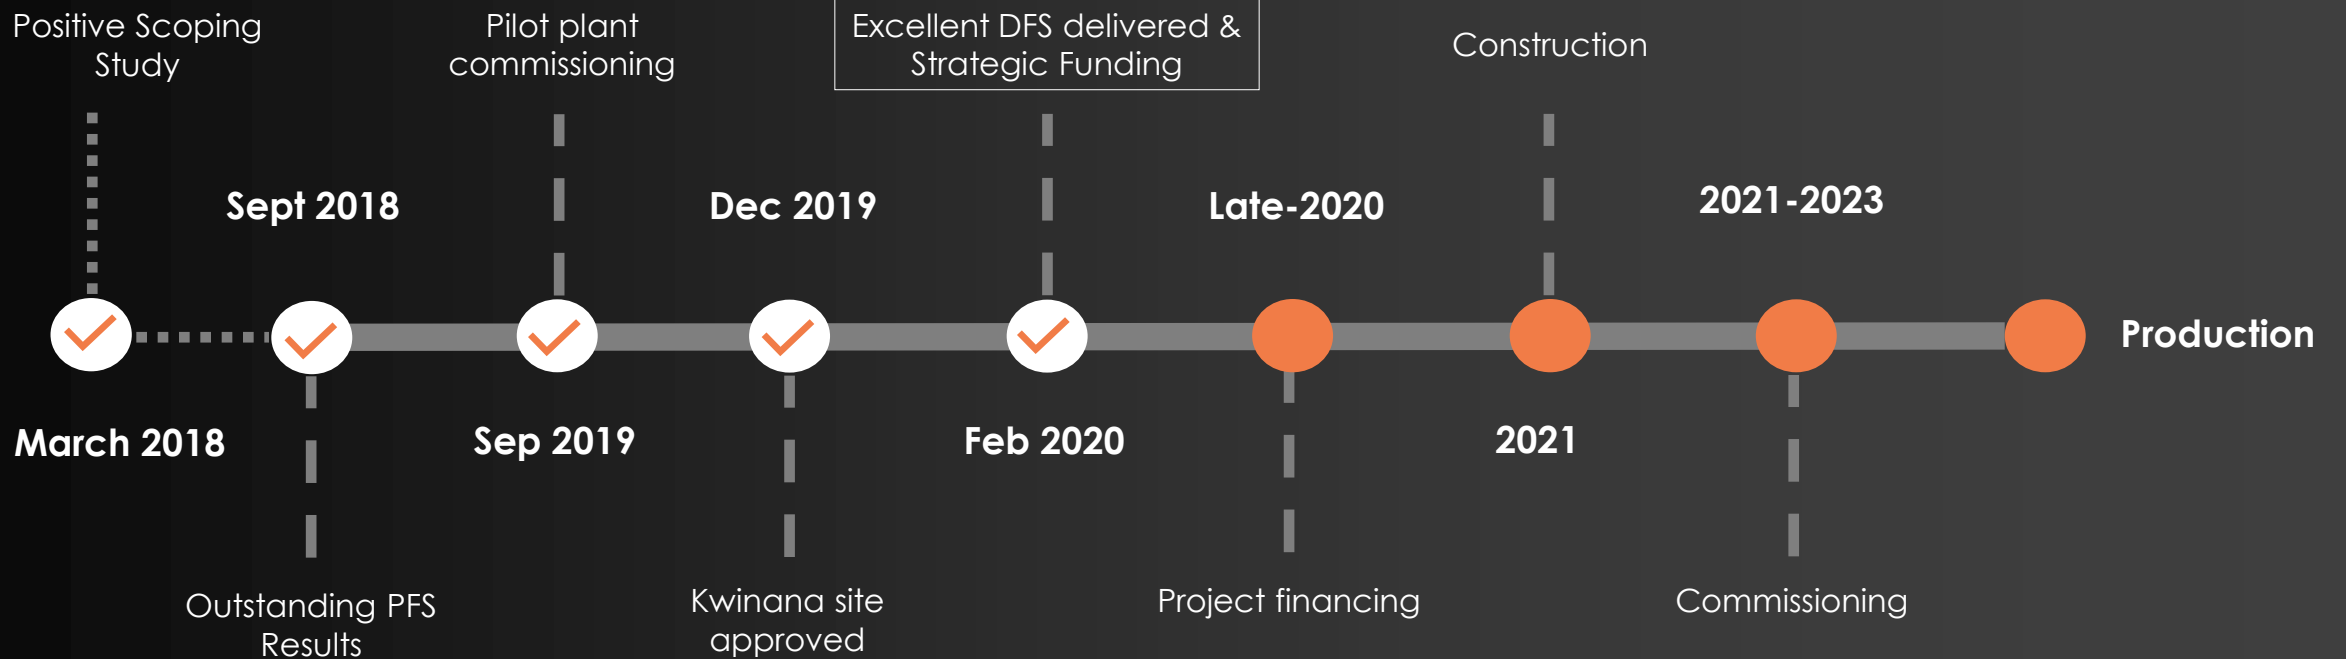 Positive Scoping
Study
Pilot plant
commissioning
Excellent DFS delivered &
Strategic Funding
Construction
Sept 2018
Dec 2019
Late-2020
2021-2023
Production
March 2018
Sep 2019
Feb 2020
2021
Outstanding PFS
Results
Kwinana site
approved
Project financing
Commissioning